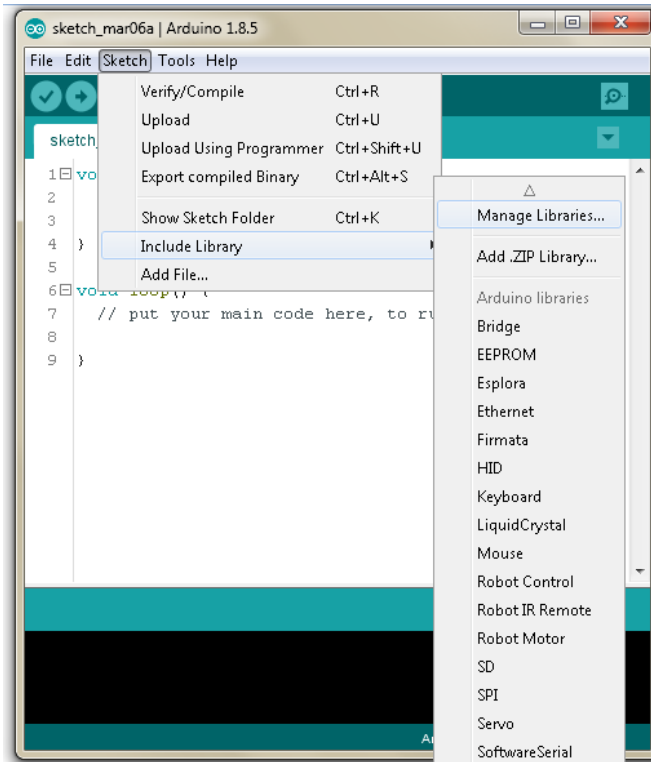 sketch_mar06a | Arduino 1.8.5
File Edit Sketch Tools Help
Verify/Compile Ctrl+R
Upload Ctrl+U
Upload Using Programmer Ctrl+Shift+U
Export compiled Binary Ctrl+Alt+S
Show Sketch Folder Ctrl+K
Include Library
Add File...
sketch_
1 vo
2
3
4 }
5
6 void loop() {
7 // put your main code here, to ru
8
9 }
Manage Libraries...
Add .ZIP Library...
Arduino libraries
Bridge
EEPROM
Esplora
Ethernet
Firmata
HID
Keyboard
LiquidCrystal
Mouse
Robot Control
Robot IR Remote
Robot Motor
SD
SPI
Servo
SoftwareSerial